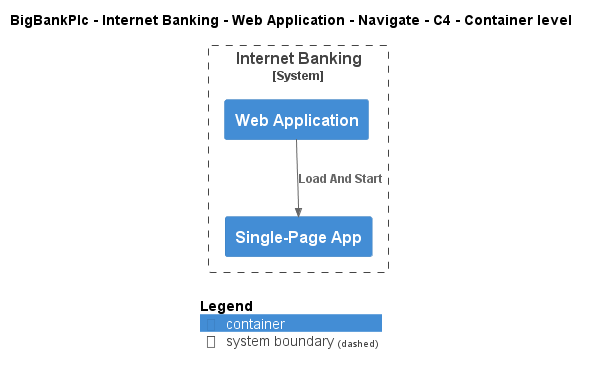 BigBankPlc - Internet Banking - Web Application - Navigate - C4 - Container level
Internet Banking
[System]
Web Application
Load And Start
Single-Page App
Legend
container
system boundary (dashed)